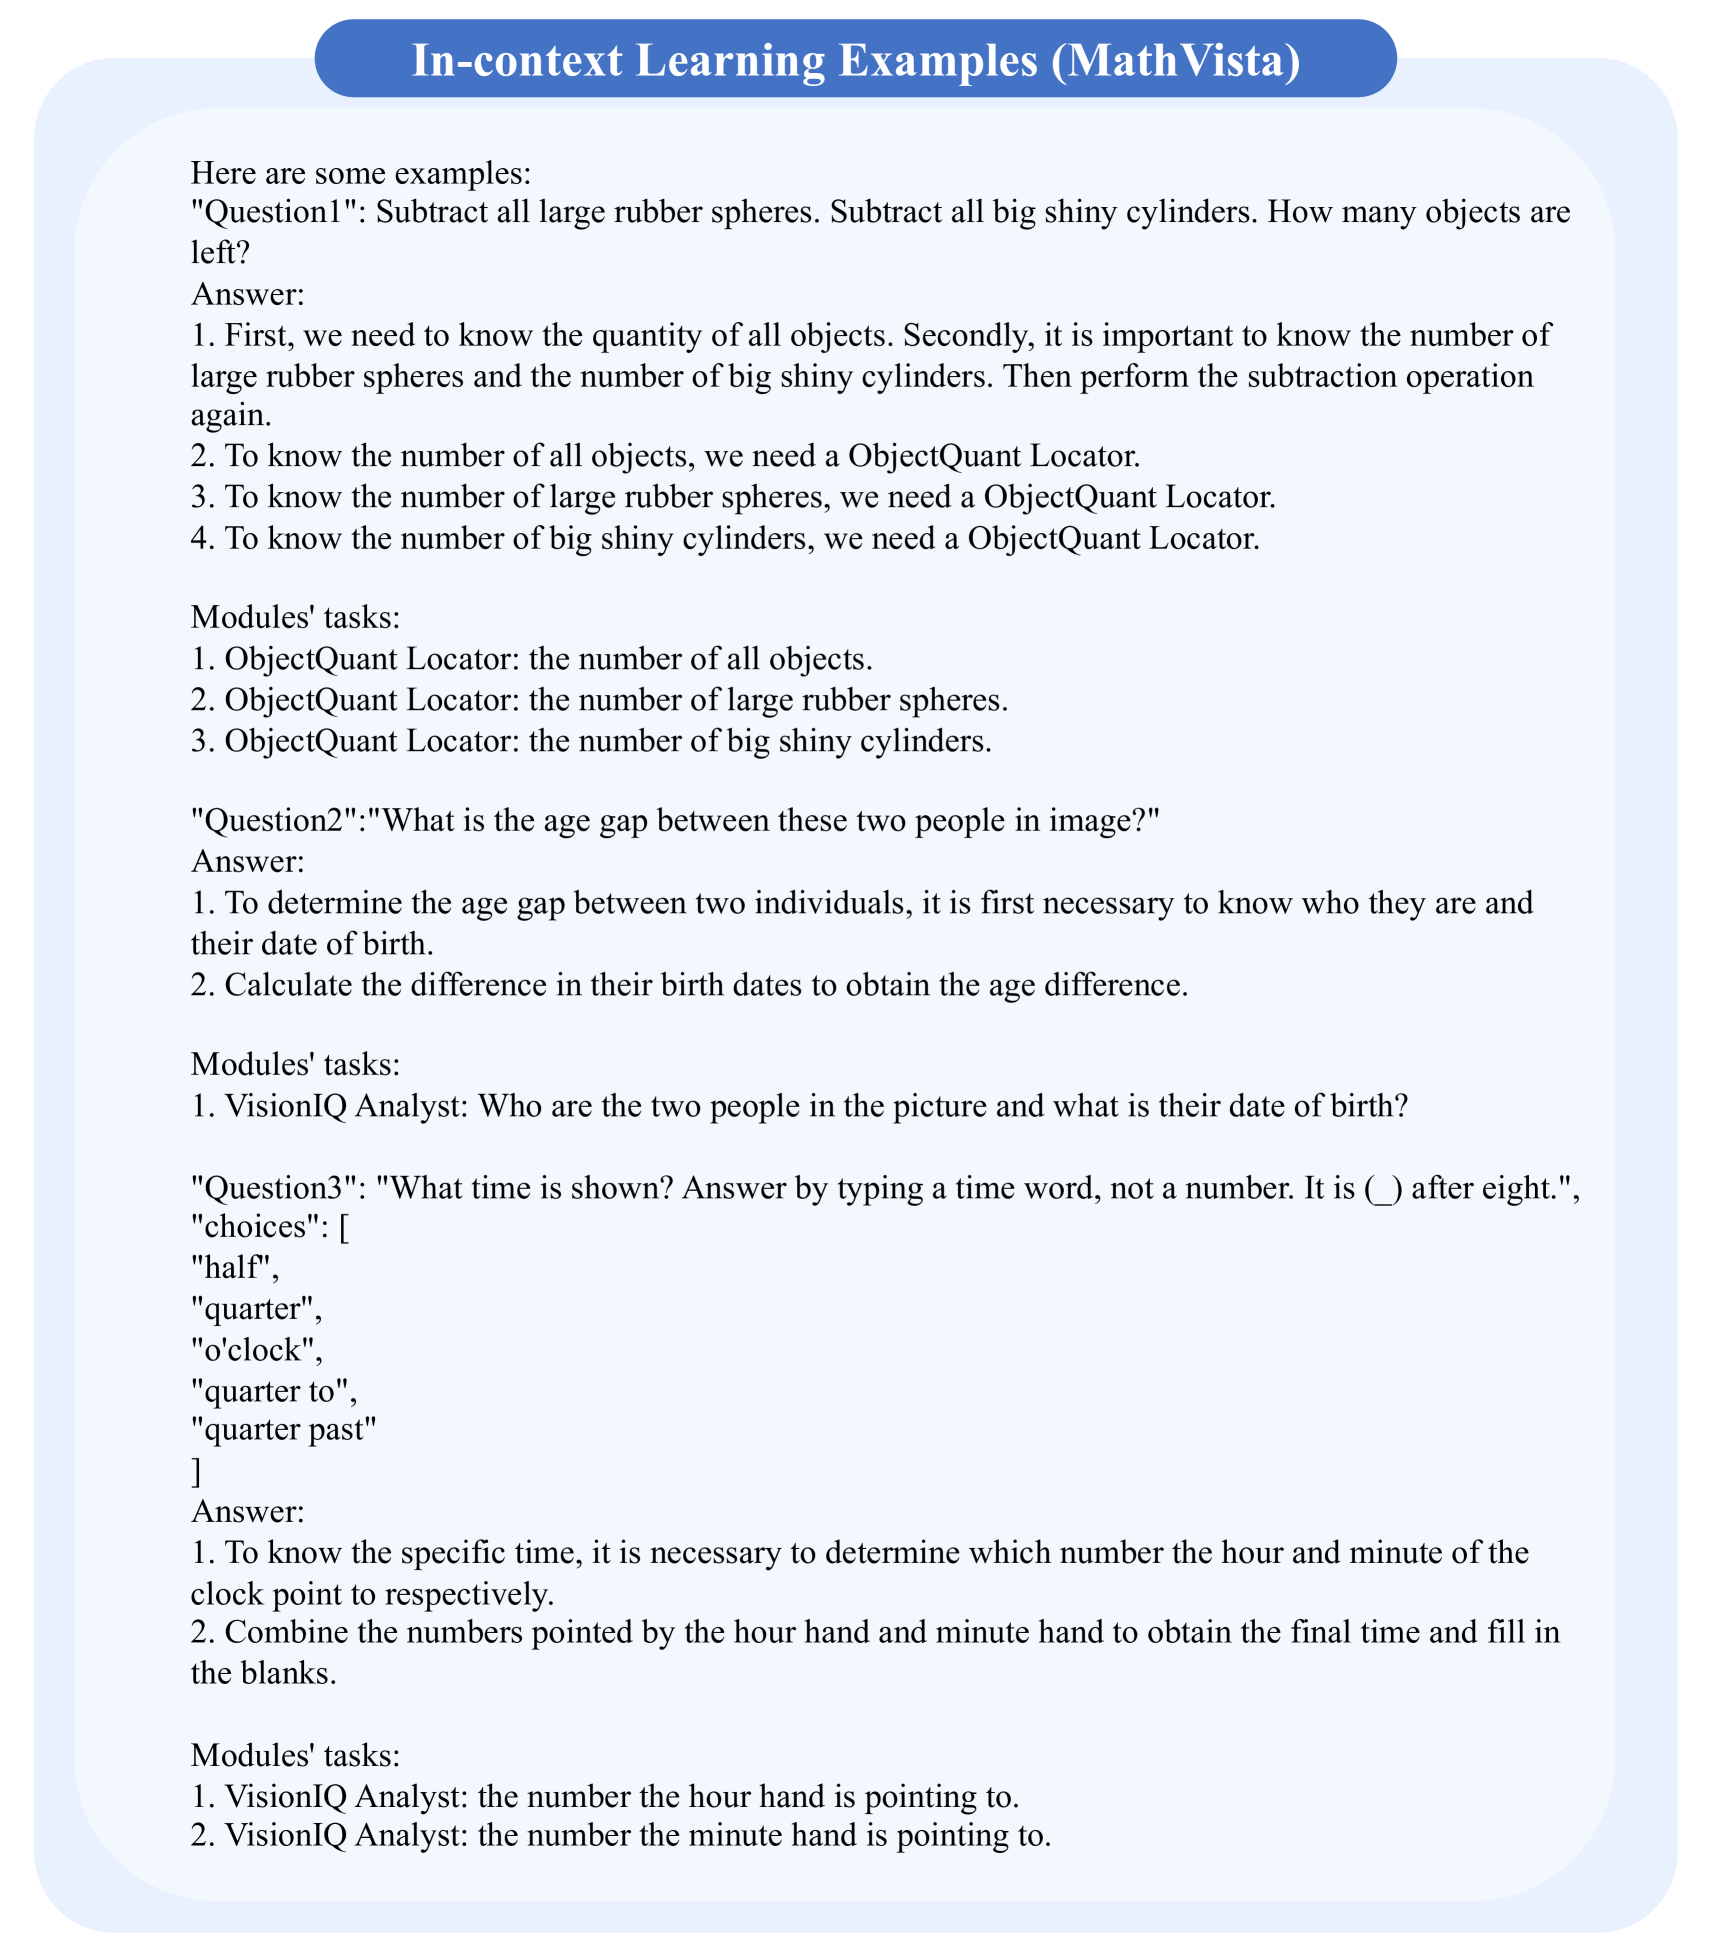 In-context Learning Examples (MathVista)
Here are some examples:
"Question1": Subtract all large rubber spheres. Subtract all big shiny cylinders. How many objects are
left?
Answer:
1. First, we need to know the quantity of all objects. Secondly, it is important to know the number of
large rubber spheres and the number of big shiny cylinders. Then perform the subtraction operation
again.
2. To know the number of all objects, we need a ObjectQuant Locator.
3. To know the number of large rubber spheres, we need a ObjectQuant Locator.
4. To know the number of big shiny cylinders, we need a ObjectQuant Locator.
Modules' tasks:
1. ObjectQuant Locator: the number of all objects.
2. ObjectQuant Locator: the number of large rubber spheres.
3. ObjectQuant Locator: the number of big shiny cylinders.
"Question2":"What is the age gap between these two people in image?"
Answer:
1. To determine the age gap between two individuals, it is first necessary to know who they are and
their date of birth.
2. Calculate the difference in their birth dates to obtain the age difference.
Modules' tasks:
1. VisionIQ Analyst: Who are the two people in the picture and what is their date of birth?
"Question3": "What time is shown? Answer by typing a time word, not a number. It is (_) after eight.",
"choices": [
"half",
"quarter",
"o'clock",
"quarter to",
"quarter past"
]
Answer:
1. To know the specific time, it is necessary to determine which number the hour and minute of the
clock point to respectively.
2. Combine the numbers pointed by the hour hand and minute hand to obtain the final time and fill in
the blanks.
Modules' tasks:
1. VisionIQ Analyst: the number the hour hand is pointing to.
2. VisionIQ Analyst: the number the minute hand is pointing to.